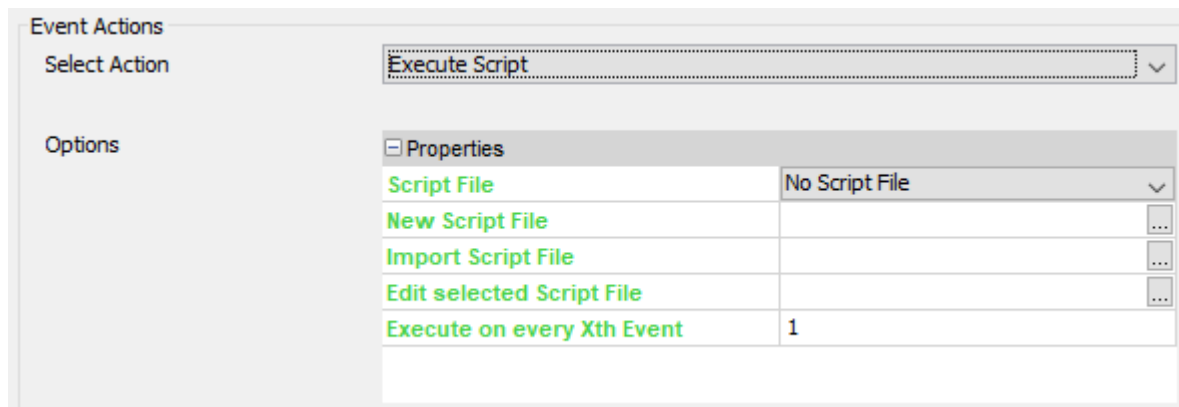 Event Actions
Select Action Execute Script
Options Properties
Script File No Script File
New Script File ...
Import Script File ...
Edit selected Script File ...
Execute on every Xth Event 1